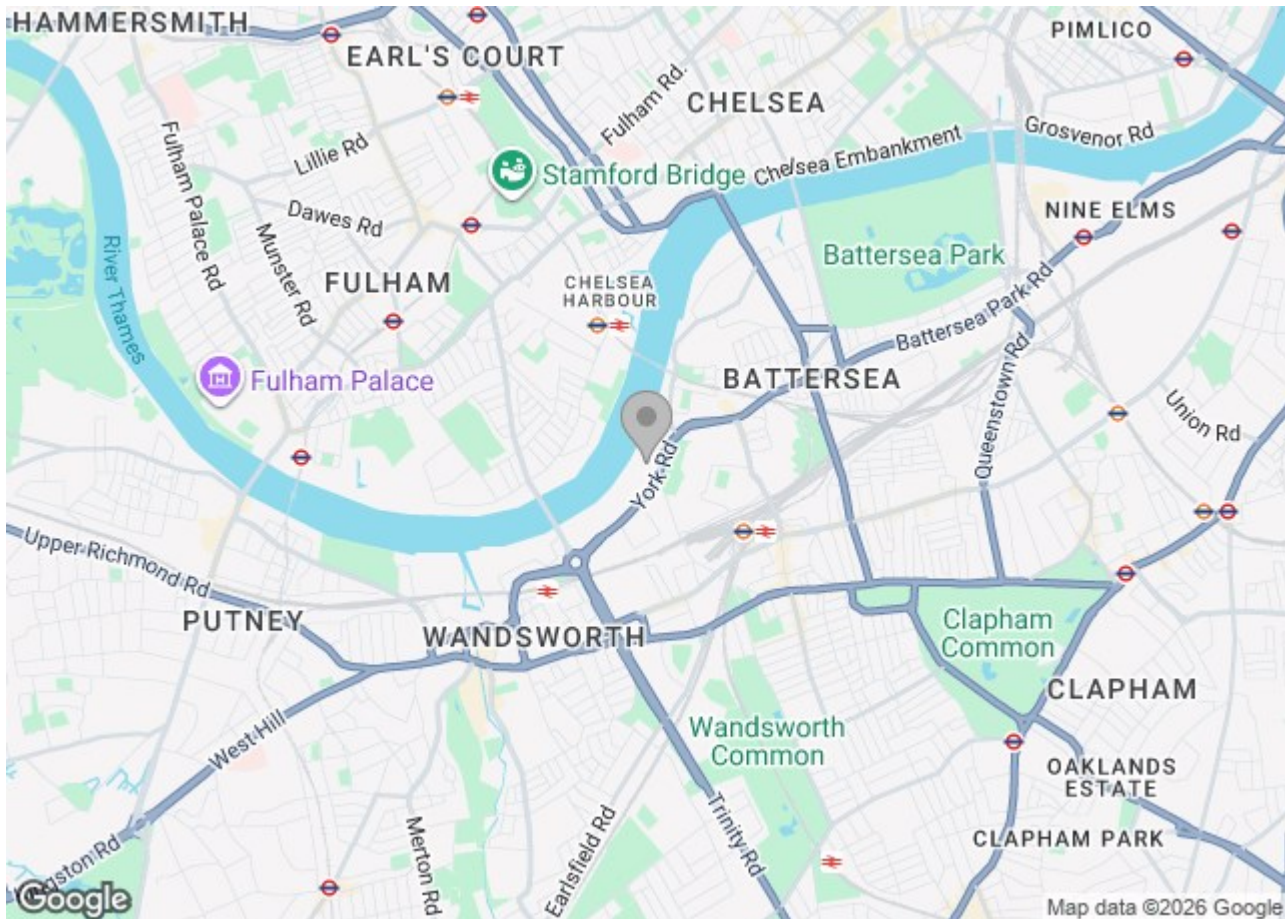 HAMMERSMITH
EARL'S COURT
PIMLICO
CHELSEA
Fulham Rd.
Grosvenor Rd
Chelsea Embankment
Lillie Rd
Fulham Palace Rd
Stamford Bridge
Dawes Rd
Munster Rd
NINE ELMS
River Thames
Battersea Park
FULHAM
CHELSEA
HARBOUR
Battersea Park Rd
Fulham Palace
BATTERSEA
Queenstown Rd
Union Rd
York Rd
Upper Richmond Rd
PUTNEY
WANDSWORTH
Clapham
Common
CLAPHAM
West Hill
Wandsworth
Common
OAKLANDS
ESTATE
Trinity Rd
Merton Rd
Earlsfield Rd
CLAPHAM PARK
Google
Map data ©2026 Google